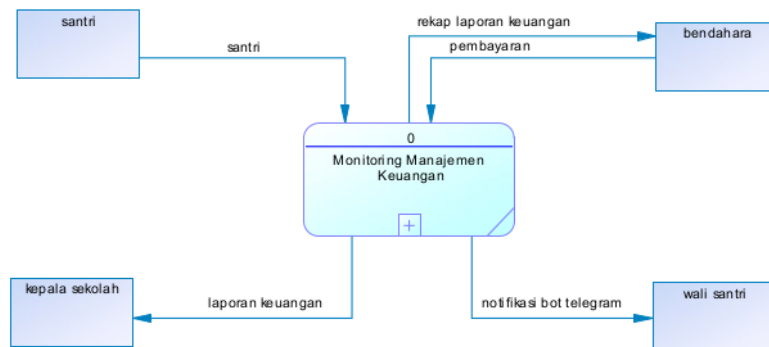 santri
rekap laporan keuangan
bendahara
santri
pembayaran
0
Monitoring Manajemen
Keuangan
kepala sekolah
laporan keuangan
notifikasi bot telegram
wali santri